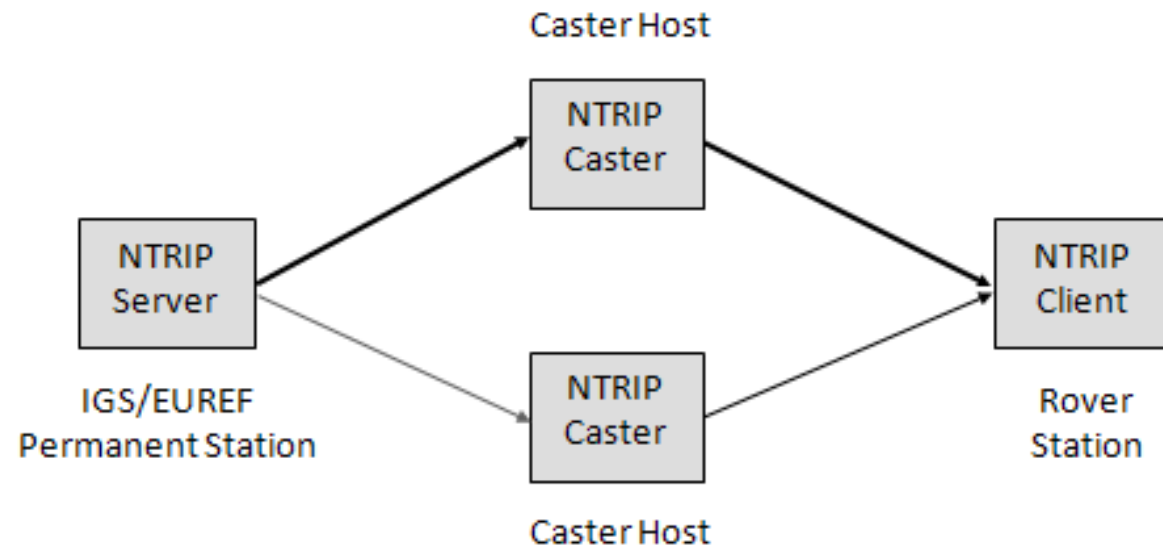 Caster Host
NTRIP
Caster
NTRIP
Server
IGS/EUREF
Permanent Station
NTRIP
Client
Rover
Station
NTRIP
Caster
Caster Host